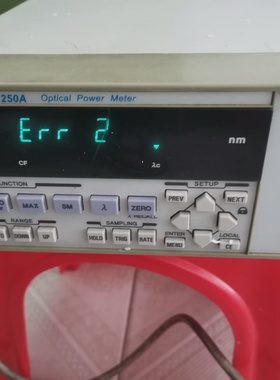 250A Optical Power Meter
Err 2.
nm
CF λc
FUNCTION SETUP
MAX SM λ ZERO PREV NEXT
λ RECALL
RANGE SAMPLING ENTER LOCAL
DOWN UP HOLD TRIG RATE MENU CE